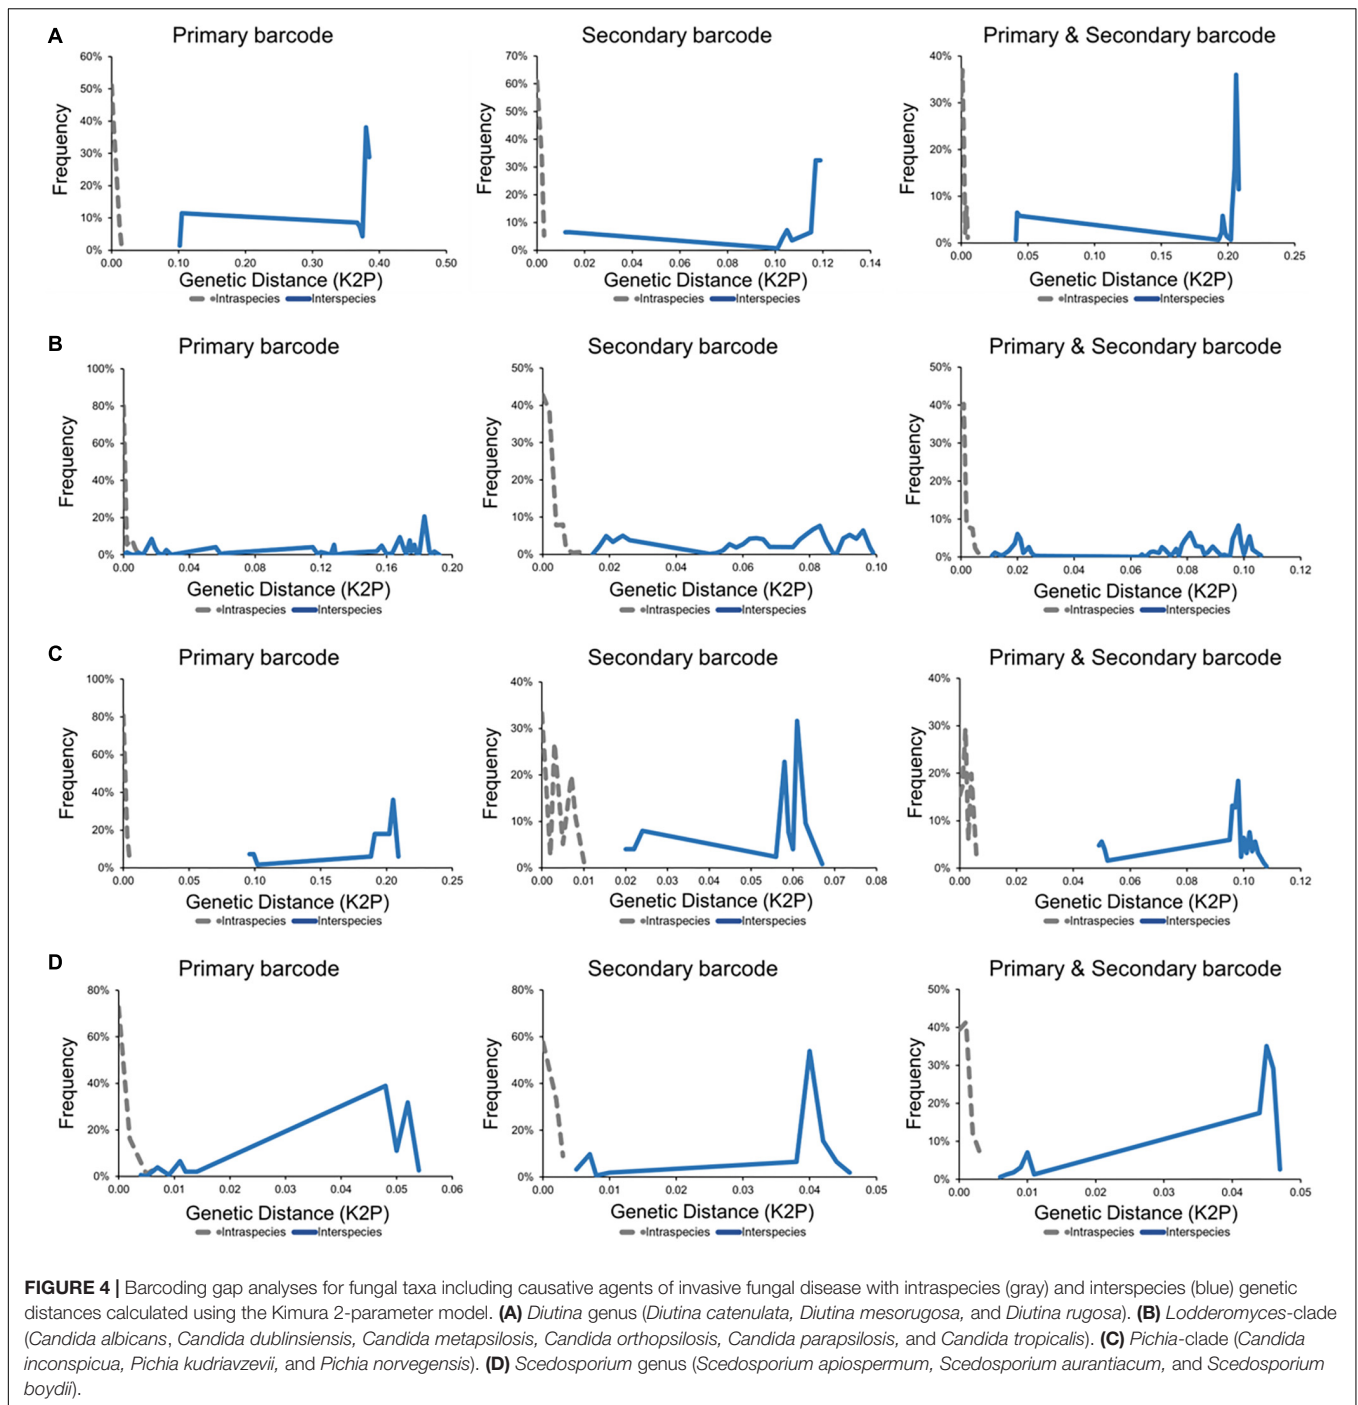 A
Primary barcode
Secondary barcode
Primary & Secondary barcode
60%
50%
40%
30%
20%
10%
0%
Frequency
0.00 0.10 0.20 0.30 0.40 0.50
Genetic Distance (K2P)
Intraspecies Interspecies
70%
60%
50%
40%
30%
20%
10%
0%
Frequency
0.00 0.02 0.04 0.06 0.08 0.10 0.12 0.14
Genetic Distance (K2P)
Intraspecies Interspecies
40%
30%
20%
10%
0%
Frequency
0.00 0.05 0.10 0.15 0.20 0.25
Genetic Distance (K2P)
Intraspecies Interspecies
B
Primary barcode
Secondary barcode
Primary & Secondary barcode
100%
80%
60%
40%
20%
0%
Frequency
0.00 0.04 0.08 0.12 0.16 0.20
Genetic Distance (K2P)
Intraspecies Interspecies
50%
40%
30%
20%
10%
0%
Frequency
0.00 0.02 0.04 0.06 0.08 0.10
Genetic Distance (K2P)
Intraspecies Interspecies
50%
40%
30%
20%
10%
0%
Frequency
0.00 0.02 0.04 0.06 0.08 0.10 0.12
Genetic Distance (K2P)
Intraspecies Interspecies
C
Primary barcode
Secondary barcode
Primary & Secondary barcode
100%
80%
60%
40%
20%
0%
Frequency
0.00 0.05 0.10 0.15 0.20 0.25
Genetic Distance (K2P)
Intraspecies Interspecies
40%
30%
20%
10%
0%
Frequency
0.00 0.01 0.02 0.03 0.04 0.05 0.06 0.07 0.08
Genetic Distance (K2P)
Intraspecies Interspecies
40%
30%
20%
10%
0%
Frequency
0.00 0.02 0.04 0.06 0.08 0.10 0.12
Genetic Distance (K2P)
Intraspecies Interspecies
D
Primary barcode
Secondary barcode
Primary & Secondary barcode
80%
60%
40%
20%
0%
Frequency
0.00 0.01 0.02 0.03 0.04 0.05 0.06
Genetic Distance (K2P)
Intraspecies Interspecies
80%
60%
40%
20%
0%
Frequency
0.00 0.01 0.02 0.03 0.04 0.05
Genetic Distance (K2P)
Intraspecies Interspecies
50%
40%
30%
20%
10%
0%
Frequency
0.00 0.01 0.02 0.03 0.04 0.05
Genetic Distance (K2P)
Intraspecies Interspecies
FIGURE 4 | Barcoding gap analyses for fungal taxa including causative agents of invasive fungal disease with intraspecies (gray) and interspecies (blue) genetic
distances calculated using the Kimura 2-parameter model. (A) Diutina genus (Diutina catenulata, Diutina mesorugosa, and Diutina rugosa). (B) Lodderomyces-clade
(Candida albicans, Candida dublinsiensis, Candida metapsilosis, Candida orthopsilosis, Candida parapsilosis, and Candida tropicalis). (C) Pichia-clade (Candida
inconspicua, Pichia kudriavzevii, and Pichia norvegensis). (D) Scedosporium genus (Scedosporium apiospermum, Scedosporium aurantiacum, and Scedosporium
boydii).